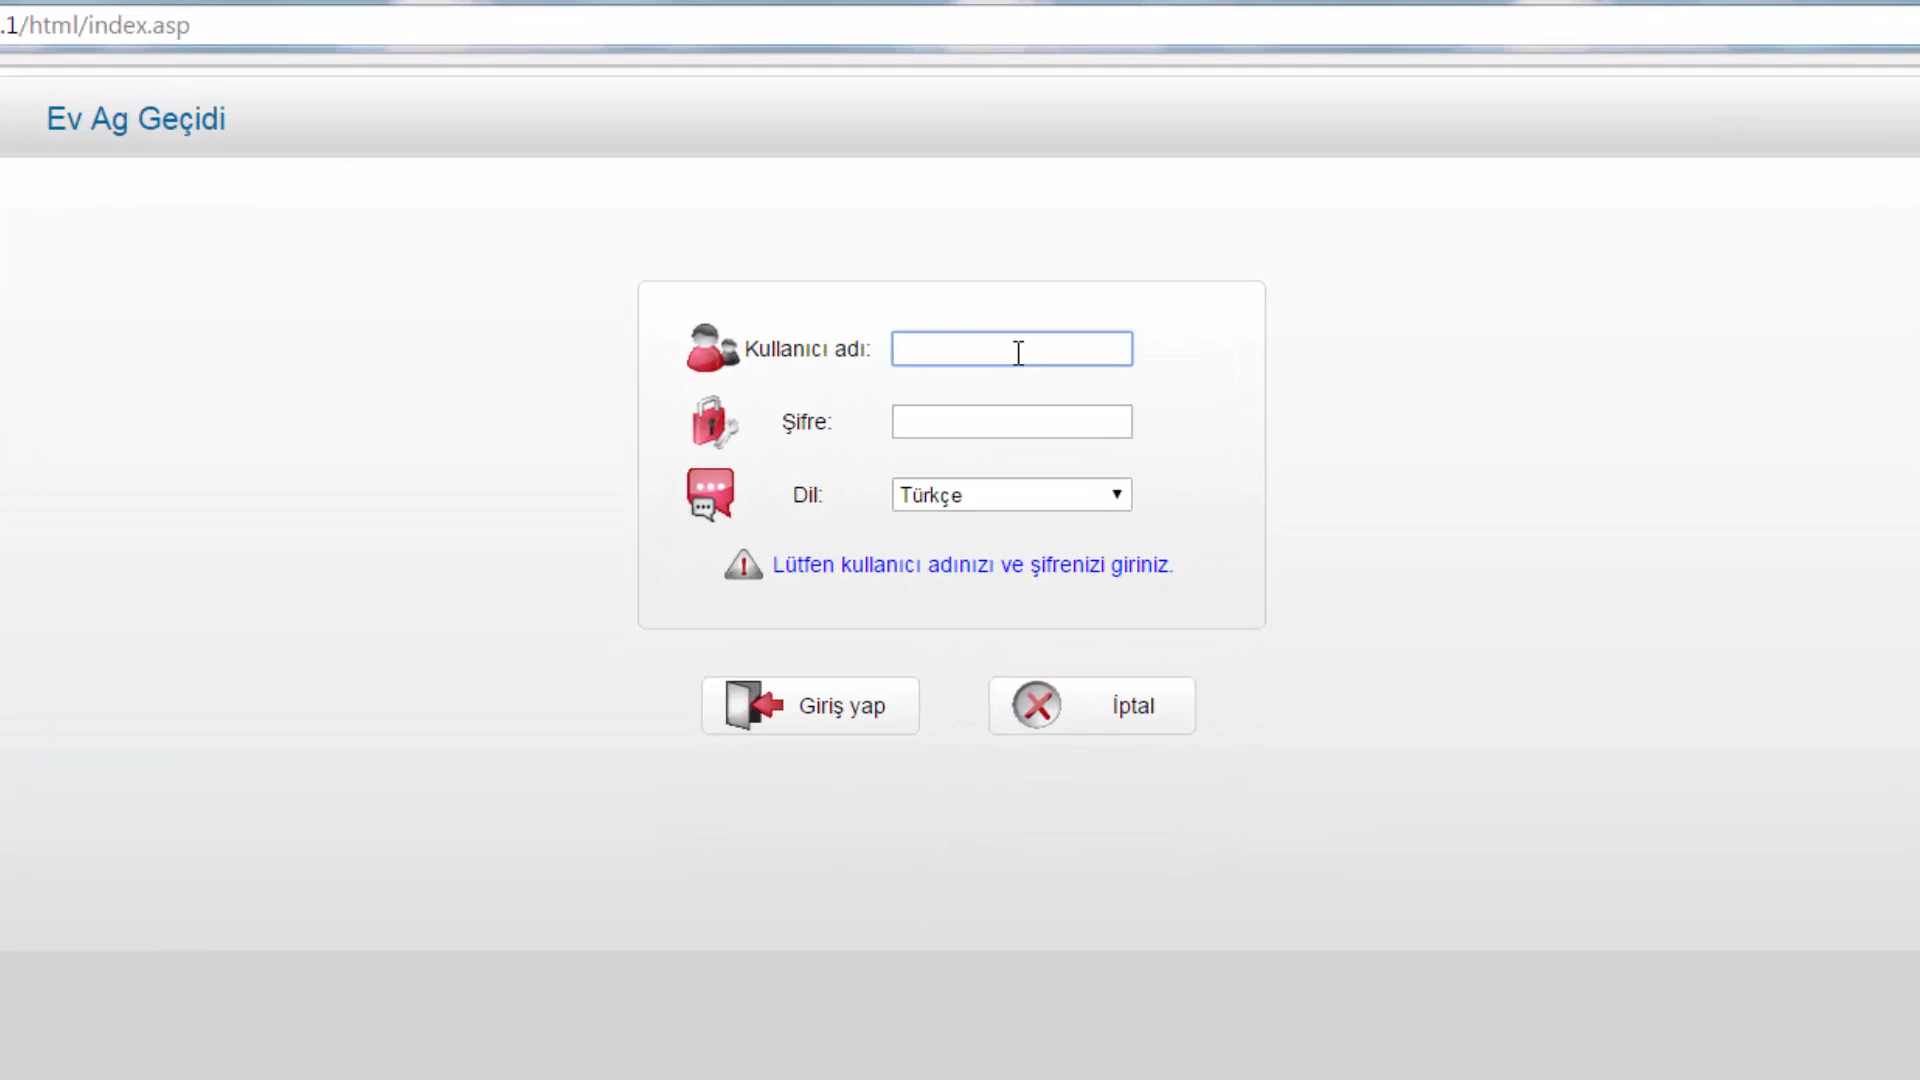 .1/html/index.asp
Ev Ag Geçidi
Kullanıcı adı:
Şifre:
Dil: Türkçe
Lütfen kullanıcı adınızı ve şifrenizi giriniz.
Giriş yap İptal